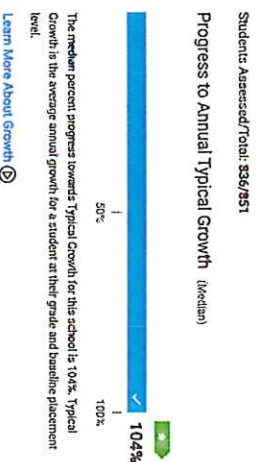 Students Assessed/Total: 836/851
Progress to Annual Typical Growth (Median)
104%
50%
100%
The median percent progress towards Typical Growth for this school is 104%. Typical
Growth is the average annual growth for a student at their grade and baseline placement
level.
Learn More About Growth